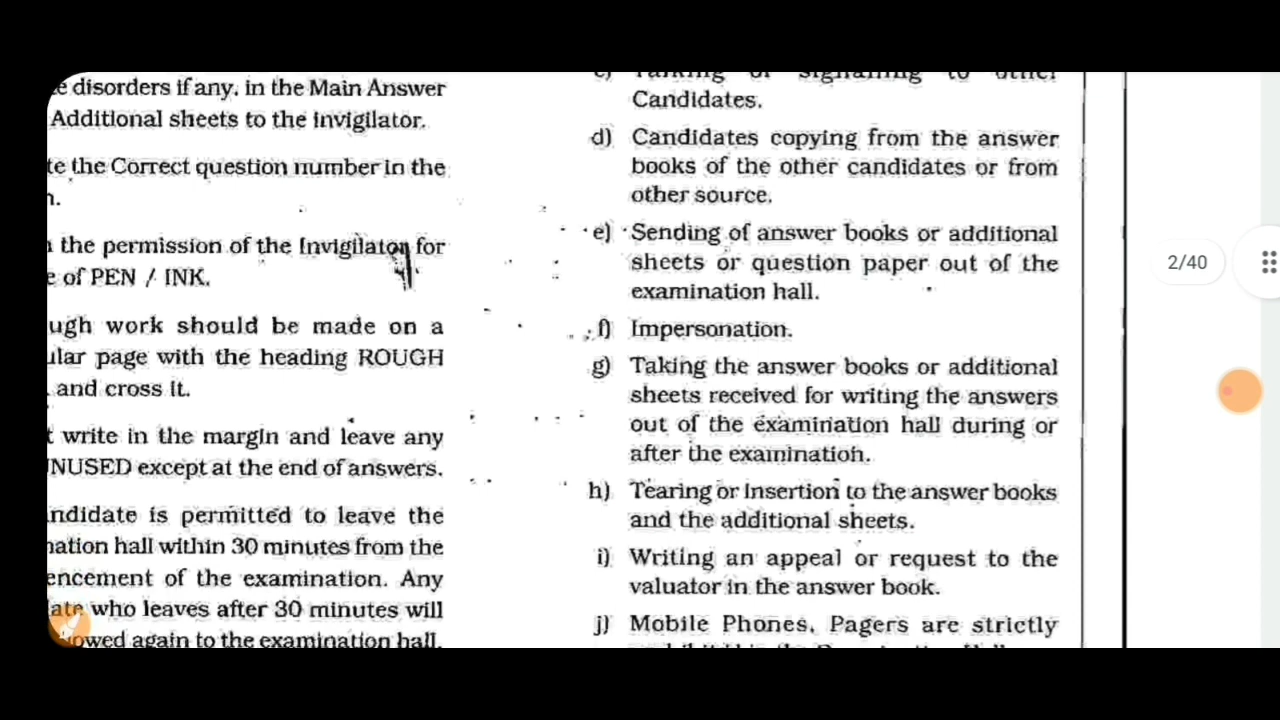 e disorders if any, in the Main Answer
Additional sheets to the Invigilator.
te the Correct question number in the
n.
the permission of the Invigilator for
e of PEN / INK.
ugh work should be made on a
ular page with the heading ROUGH
and cross it.
t write in the margin and leave any
NUSED except at the end of answers.
ndidate is permitted to leave the
nation hall within 30 minutes from the
encement of the examination. Any
ate who leaves after 30 minutes will
owed again to the examination hall.
c) Talking or signalling to other
Candidates.
d) Candidates copying from the answer
books of the other candidates or from
other source.
e) Sending of answer books or additional
sheets or question paper out of the
examination hall.
f) Impersonation.
g) Taking the answer books or additional
sheets received for writing the answers
out of the examination hall during or
after the examination.
h) Tearing or Insertion to the answer books
and the additional sheets.
i) Writing an appeal or request to the
valuator in the answer book.
j) Mobile Phones, Pagers are strictly
2/40